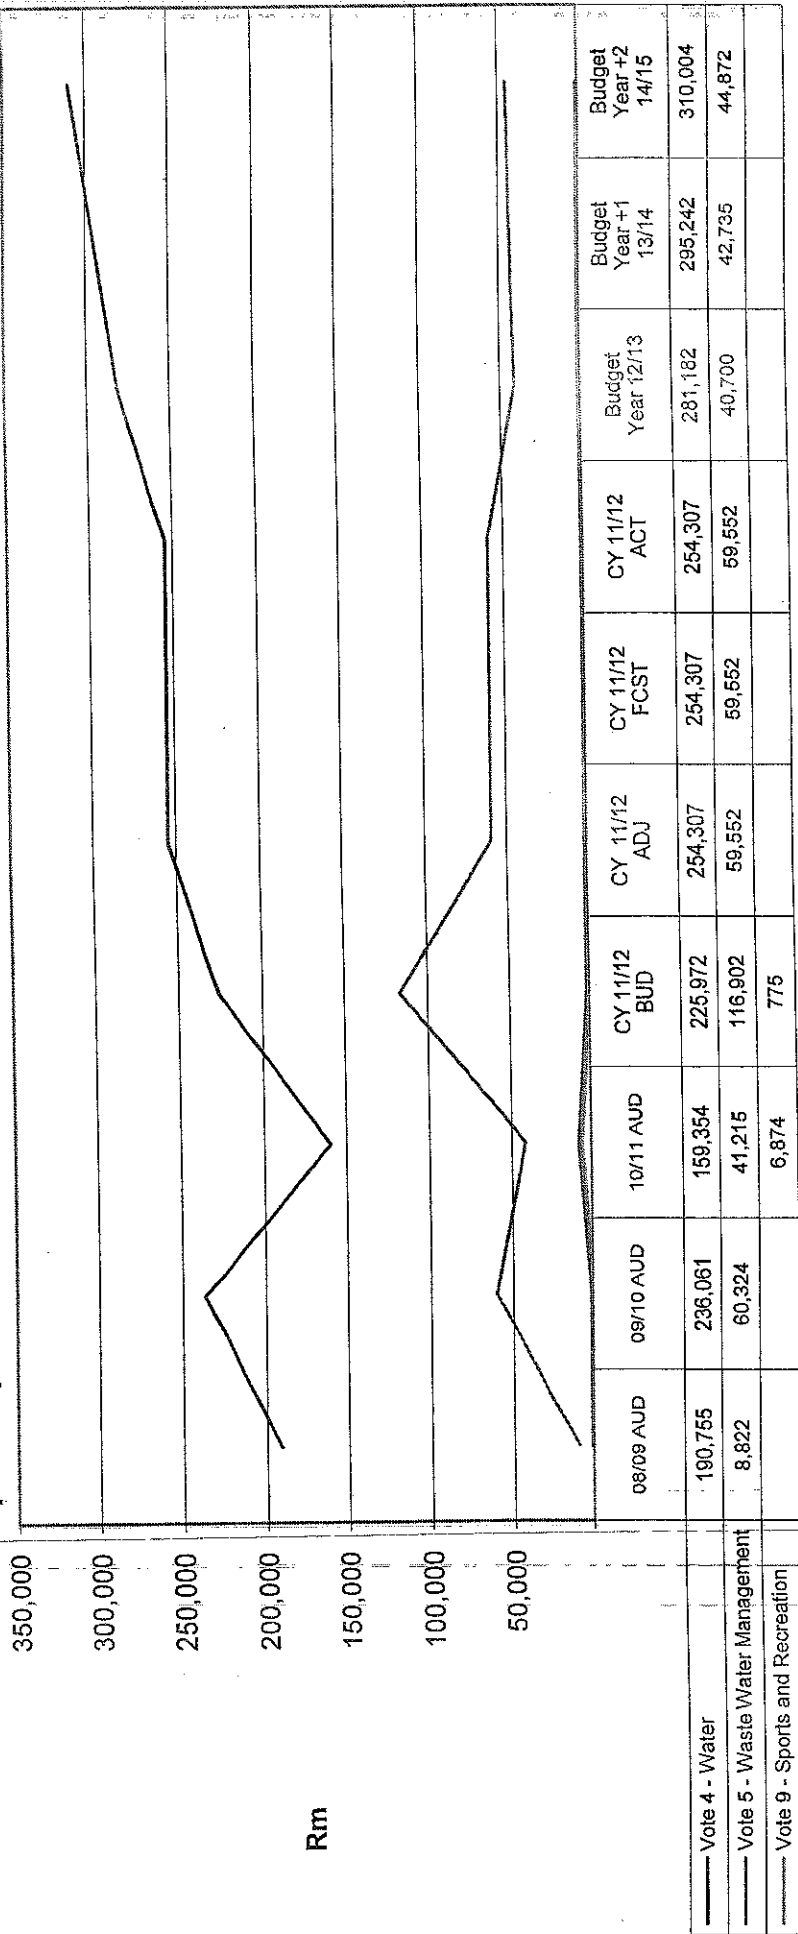 350,000
300,000
250,000
200,000
150,000
100,000
50,000
Rm
08/09 AUD 09/10 AUD 10/11 AUD CY 11/12 BUD CY 11/12 ADJ CY 11/12 FCST CY 11/12 ACT Budget Year 12/13 Budget Year +1 13/14 Budget Year +2 14/15
Vote 4 - Water 190,755 236,061 159,354 225,972 254,307 254,307 254,307 281,182 295,242 310,004
Vote 5 - Waste Water Management 8,822 60,324 41,215 116,902 59,552 59,552 59,552 40,700 42,735 44,872
Vote 9 - Sports and Recreation 6,874 775